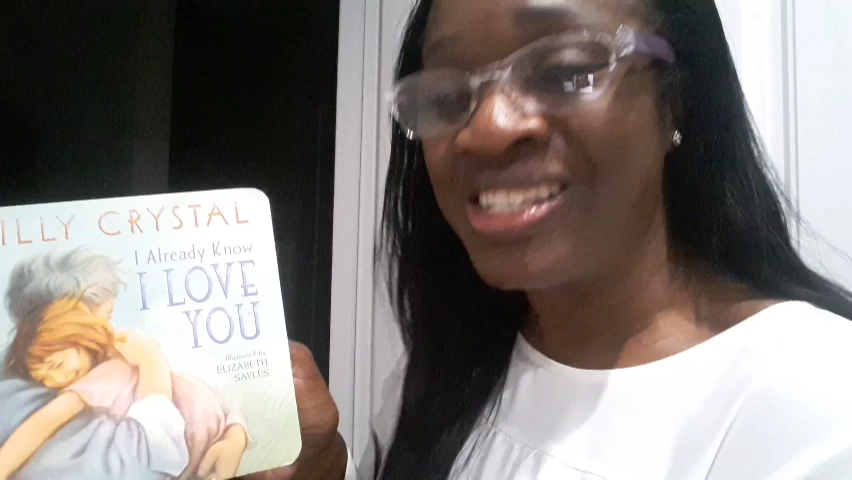 ILLY CRYSTAL
I Already Know
I LOVE
YOU
Illustrated by
ELIZABETH
SAYLES